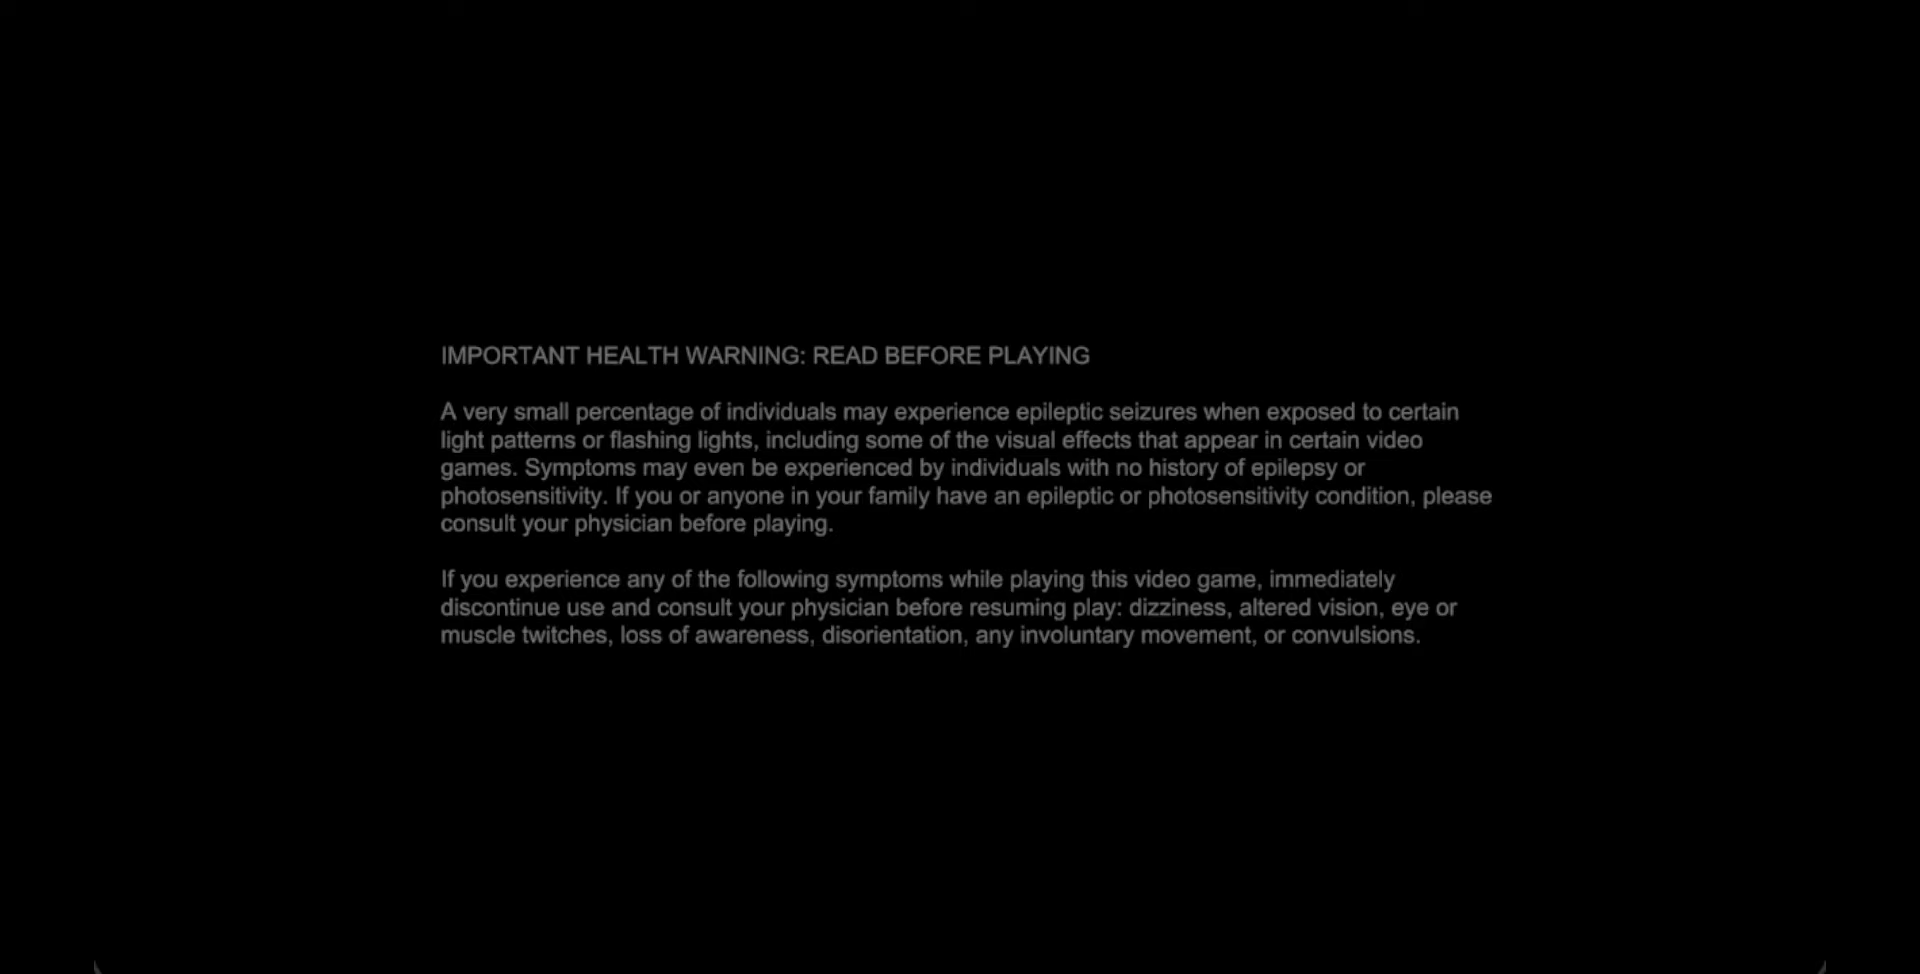 IMPORTANT HEALTH WARNING: READ BEFORE PLAYING
A very small percentage of individuals may experience epileptic seizures when exposed to certain
light patterns or flashing lights, including some of the visual effects that appear in certain video
games. Symptoms may even be experienced by individuals with no history of epilepsy or
photosensitivity. If you or anyone in your family have an epileptic or photosensitivity condition, please
consult your physician before playing.
If you experience any of the following symptoms while playing this video game, immediately
discontinue use and consult your physician before resuming play: dizziness, altered vision, eye or
muscle twitches, loss of awareness, disorientation, any involuntary movement, or convulsions.